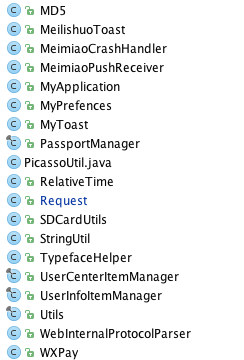 MD5
MeilishuoToast
MeimiaoCrashHandler
MeimiaoPushReceiver
MyApplication
MyPrefences
MyToast
PassportManager
PicassoUtil.java
RelativeTime
Request
SDCardUtils
StringUtil
TypefaceHelper
UserCenterItemManager
UserInfoItemManager
Utils
WebInternalProtocolParser
WXPay